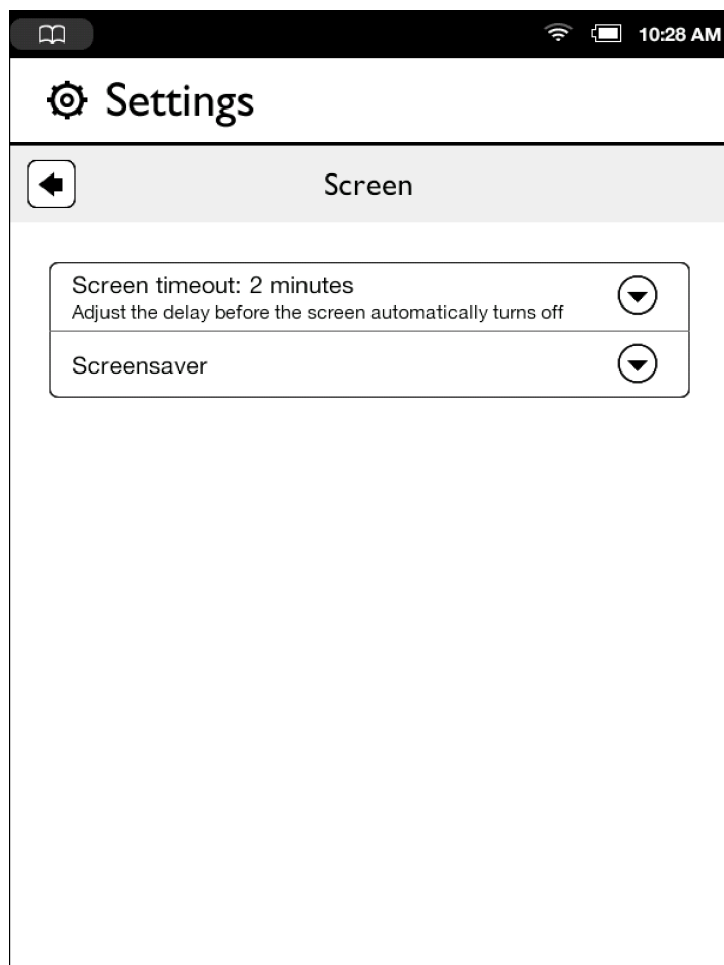 10:28 AM
Settings
Screen
Screen timeout: 2 minutes
Adjust the delay before the screen automatically turns off
Screensaver